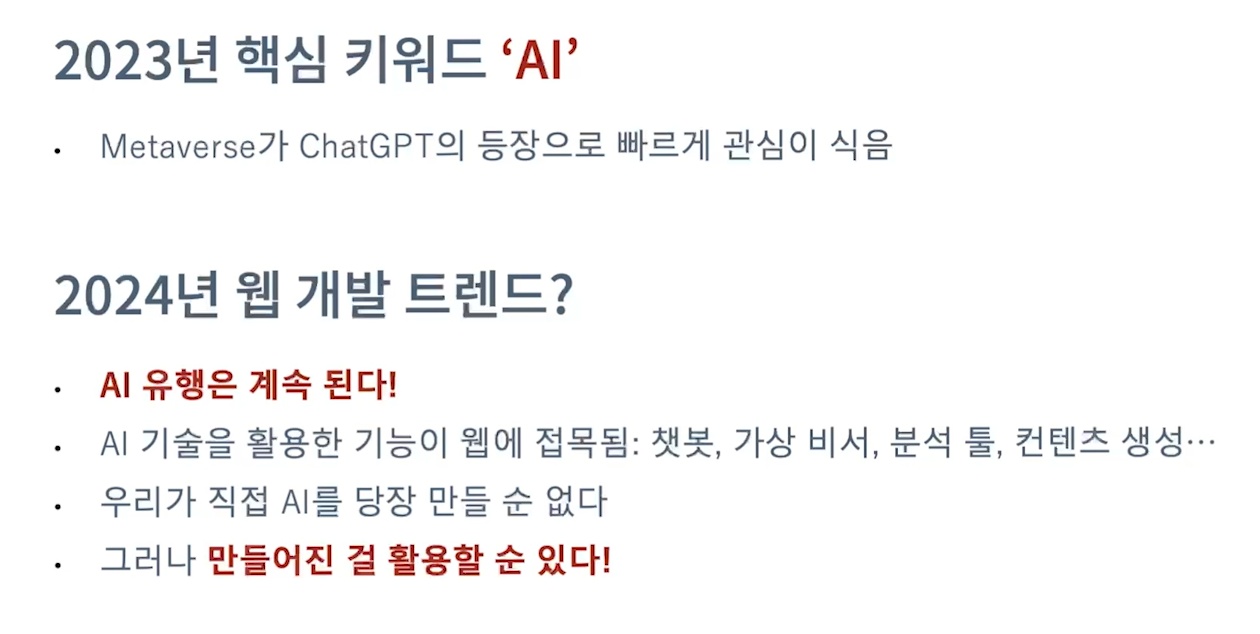 2023년 핵심 키워드 ‘AI’
• Metaverse가 ChatGPT의 등장으로 빠르게 관심이 식음
2024년 웹 개발 트렌드?
• AI 유행은 계속 된다!
• AI 기술을 활용한 기능이 웹에 접목됨: 챗봇, 가상 비서, 분석 툴, 컨텐츠 생성…
• 우리가 직접 AI를 당장 만들 순 없다
• 그러나 만들어진 걸 활용할 순 있다!